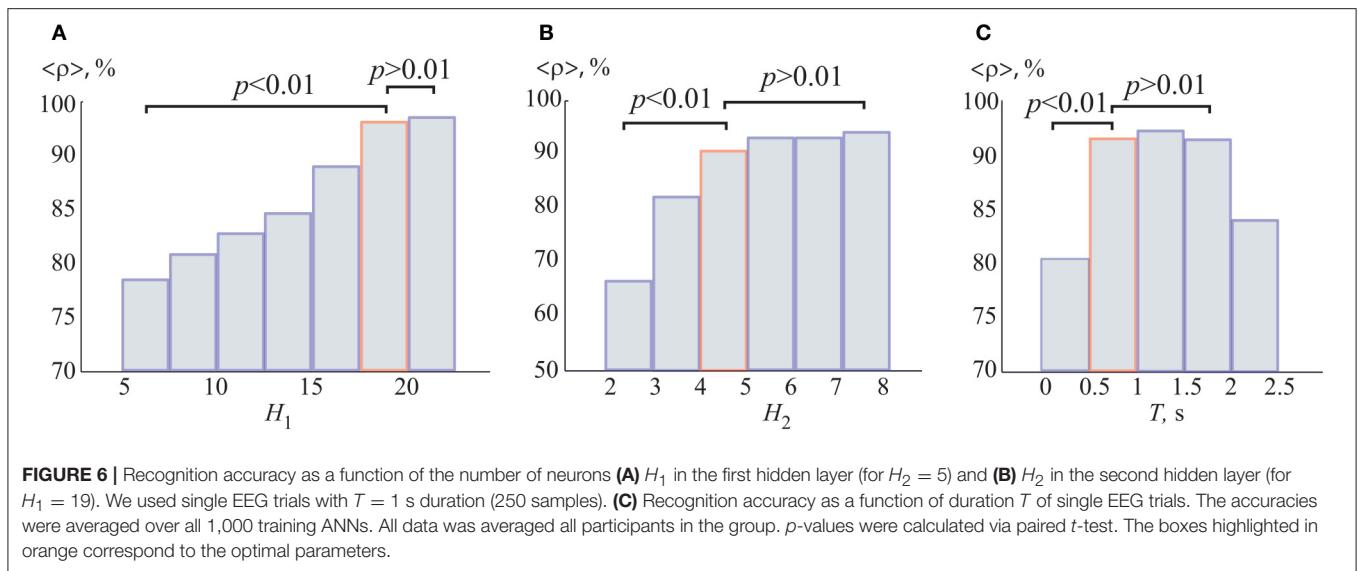 A
<ρ>, %
p<0.01
p>0.01
100
90
85
80
75
70
5 10 15 20
H1
B
<ρ>, %
p<0.01
p>0.01
100
90
80
70
60
50
2 3 4 5 6 7 8
H2
C
<ρ>, %
p<0.01
p>0.01
100
90
85
80
75
70
0 0.5 1 1.5 2 2.5
T, s
FIGURE 6 | Recognition accuracy as a function of the number of neurons (A) H1 in the first hidden layer (for H2 = 5) and (B) H2 in the second hidden layer (for
H1 = 19). We used single EEG trials with T = 1 s duration (250 samples). (C) Recognition accuracy as a function of duration T of single EEG trials. The accuracies
were averaged over all 1,000 training ANNs. All data was averaged all participants in the group. p-values were calculated via paired t-test. The boxes highlighted in
orange correspond to the optimal parameters.